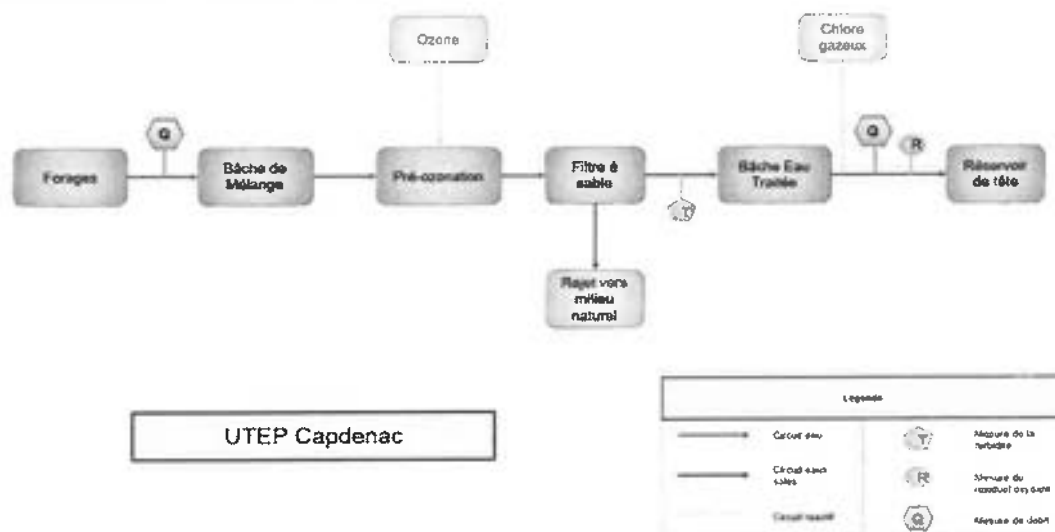 Ozone
Chlore
gazeux
Q
Q
R
Forages
Bâche de
Mélange
Pré-ozonation
Filtre à
sable
Bâche Eau
Traitée
Réservoir
de tête
T
Rejet vers
milieu
naturel
UTEP Capdenac
Légende
Circuit eau
T
Mesure de la
turbidité
Circuit eaux
sales
R
Mesure du
résiduel oxydant
Circuit réactif
Q
Mesure de débit